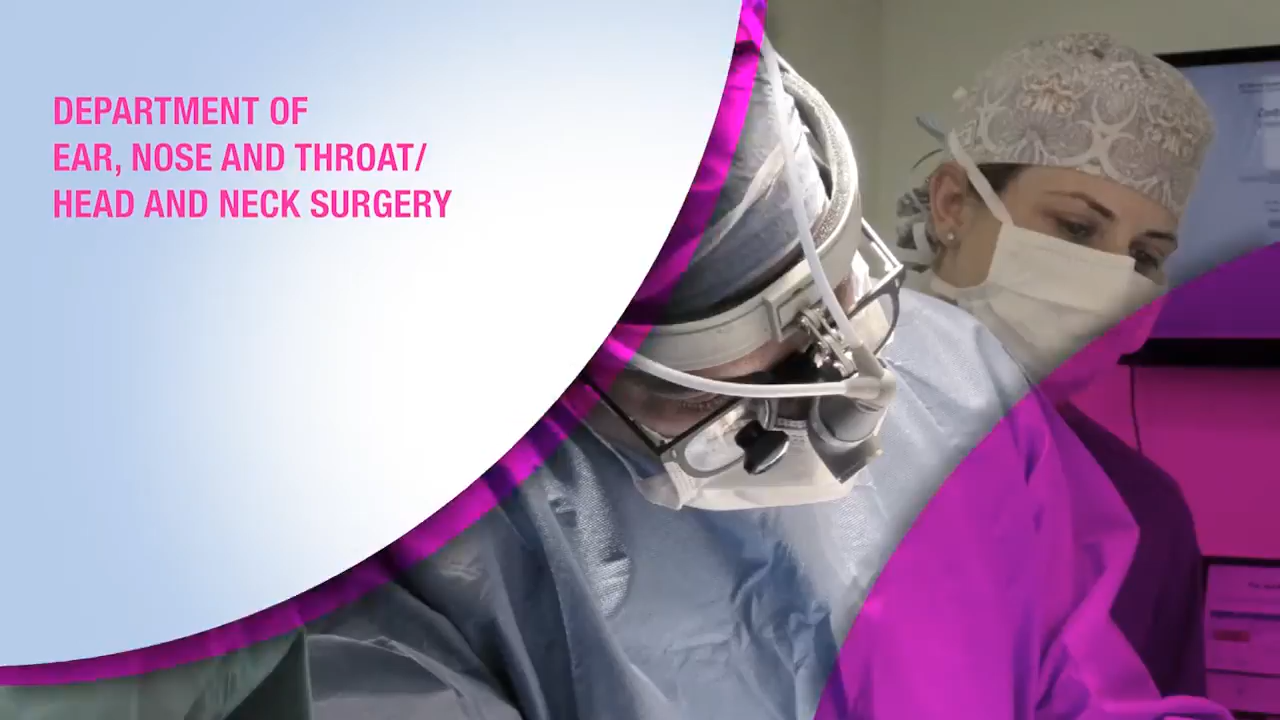 DEPARTMENT OF
EAR, NOSE AND THROAT/
HEAD AND NECK SURGERY